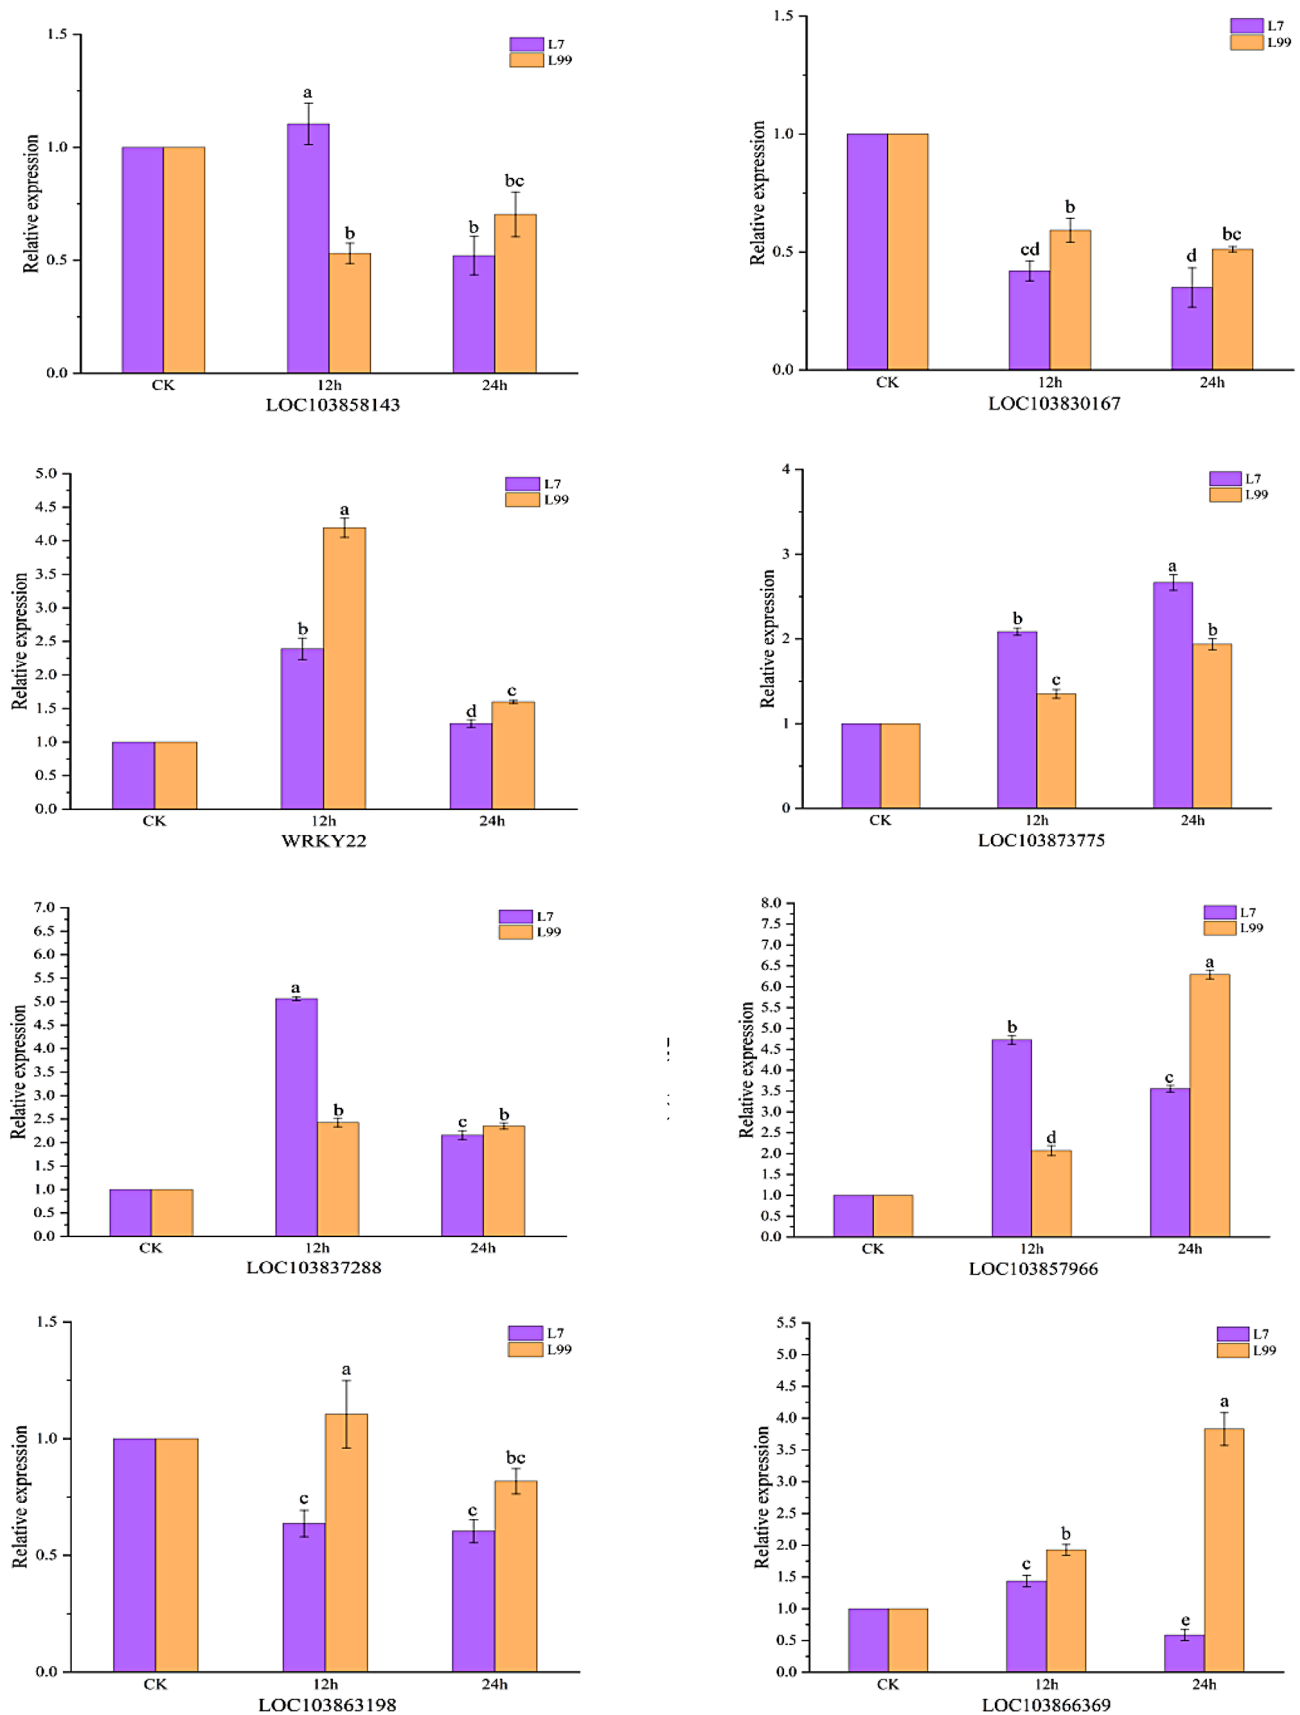 Relative expression
1.5
1.0
0.5
0.0
L7
L99
a
b
b
bc
CK 12h 24h
LOC103858143
Relative expression
1.5
1.0
0.5
0.0
L7
L99
cd
b
d
bc
CK 12h 24h
LOC103830167
Relative expression
5.0
4.5
4.0
3.5
3.0
2.5
2.0
1.5
1.0
0.5
0.0
L7
L99
b
a
d
c
CK 12h 24h
WRKY22
Relative expression
4
3
2
1
0
L7
L99
b
c
a
b
CK 12h 24h
LOC103873775
Relative expression
7.0
6.5
6.0
5.5
5.0
4.5
4.0
3.5
3.0
2.5
2.0
1.5
1.0
0.5
0.0
L7
L99
a
b
c
b
CK 12h 24h
LOC103837288
Relative expression
8.0
7.5
7.0
6.5
6.0
5.5
5.0
4.5
4.0
3.5
3.0
2.5
2.0
1.5
1.0
0.5
0.0
L7
L99
b
d
c
a
CK 12h 24h
LOC103857966
Relative expression
1.5
1.0
0.5
0.0
L7
L99
c
a
c
bc
CK 12h 24h
LOC103863198
Relative expression
5.5
5.0
4.5
4.0
3.5
3.0
2.5
2.0
1.5
1.0
0.5
0.0
L7
L99
c
b
e
a
CK 12h 24h
LOC103866369